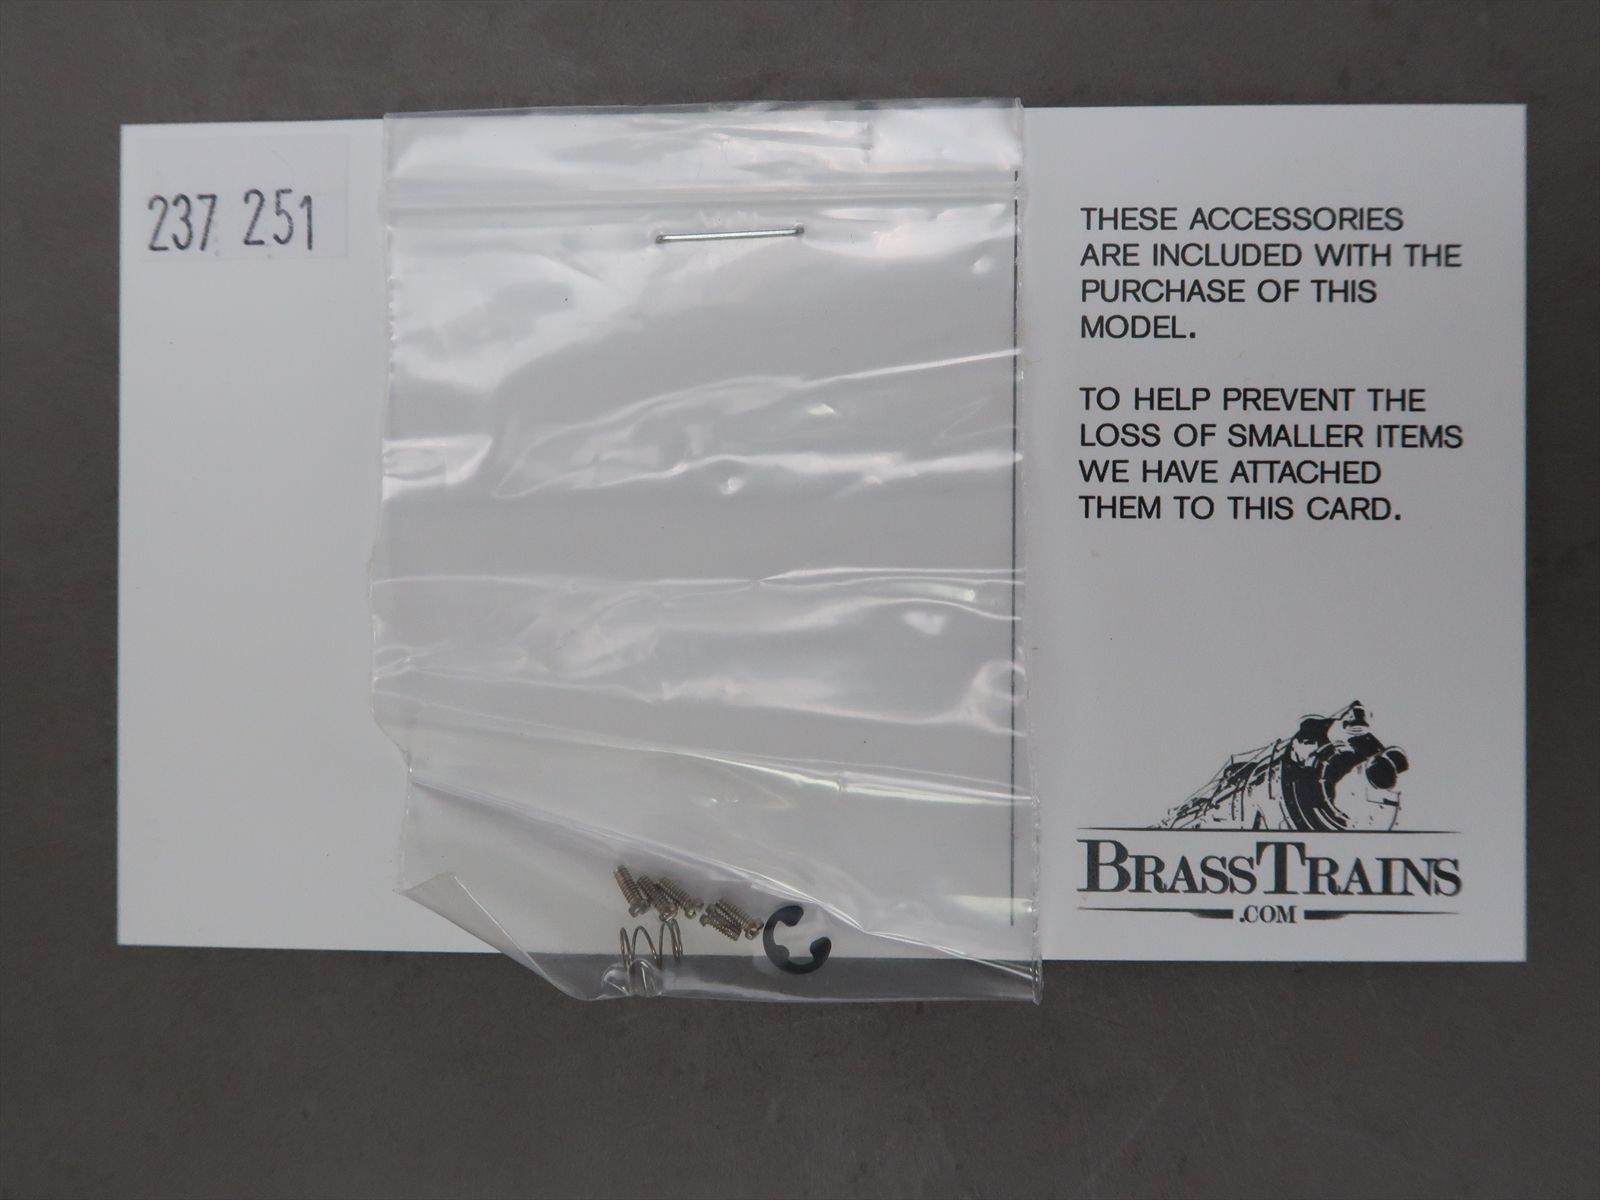 237 251
THESE ACCESSORIES
ARE INCLUDED WITH THE
PURCHASE OF THIS
MODEL.
TO HELP PREVENT THE
LOSS OF SMALLER ITEMS
WE HAVE ATTACHED
THEM TO THIS CARD.
BRASSTRAINS
.COM